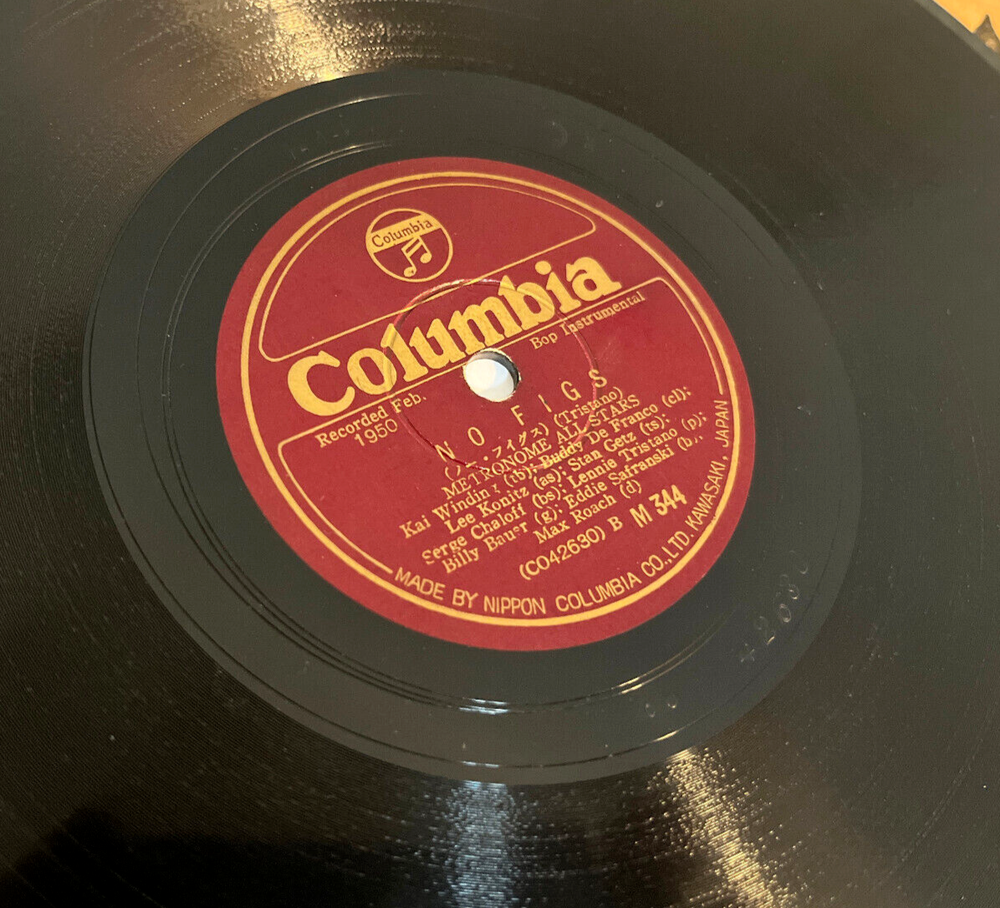 Columbia
Columbia
Bop Instrumental
Recorded Feb.
1950
NO FIGS
(ノー・フイグス) (Tristano)
METRONOME ALL STARS
Kai Winding (tb); Buddy De Franco (cl);
Lee Konitz (as); Stan Getz (ts);
Serge Chaloff (bs); Lennie Tristano (p);
Billy Bauer (g); Eddie Safranski (b);
Max Roach (d)
(CO42630) B M 344
MADE BY NIPPON COLUMBIA CO.,LTD. KAWASAKI, JAPAN